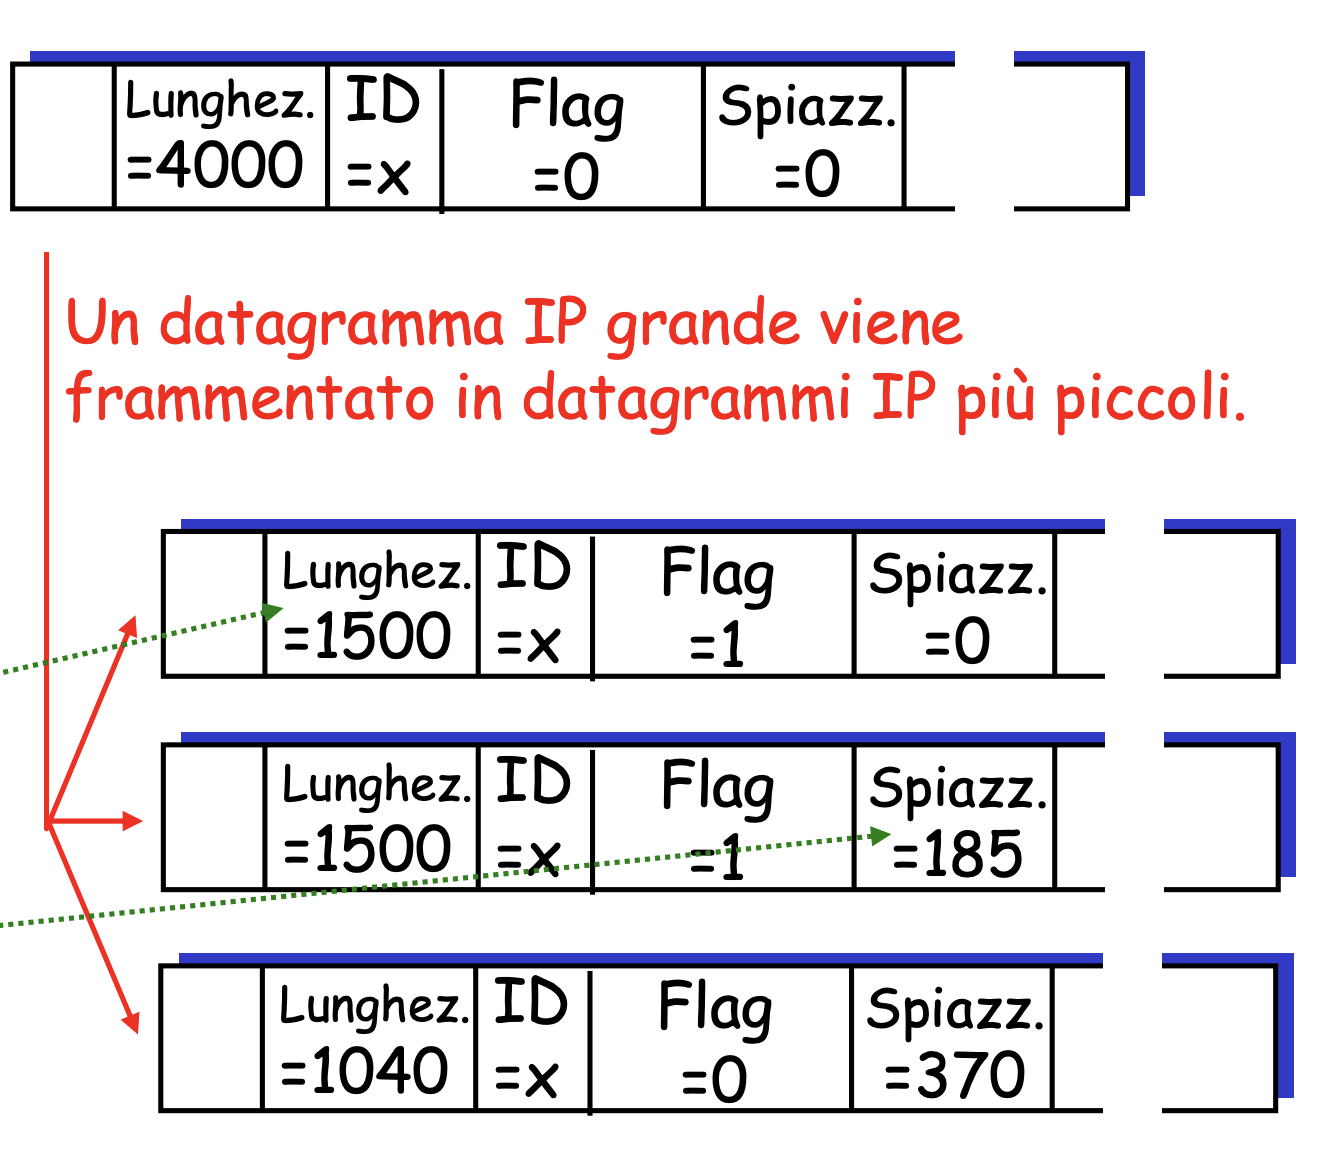 Lunghez. ID Flag Spiazz.
=4000 =x =0 =0
Un datagramma IP grande viene
frammentato in datagrammi IP più piccoli.
Lunghez. ID Flag Spiazz.
=1500 =x =1 =0
Lunghez. ID Flag Spiazz.
=1500 =x =1 =185
Lunghez. ID Flag Spiazz.
=1040 =x =0 =370